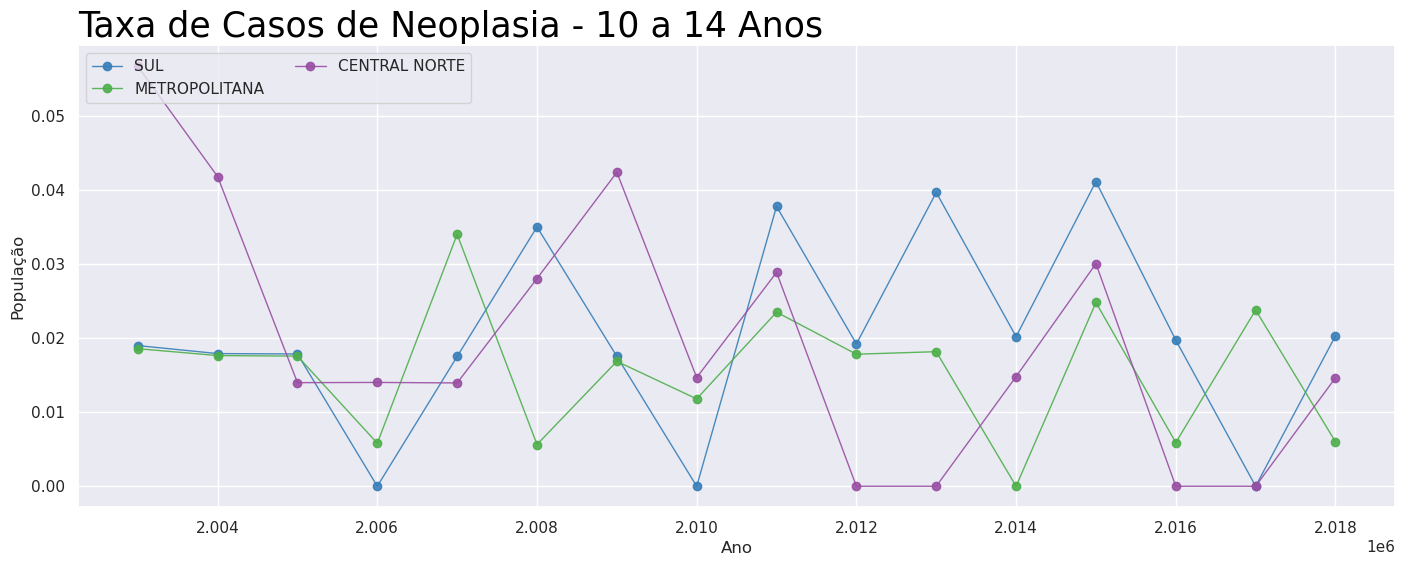 Taxa de Casos de Neoplasia - 10 a 14 Anos
SUL
METROPOLITANA
CENTRAL NORTE
População
0.05
0.04
0.03
0.02
0.01
0.00
2.004 2.006 2.008 2.010 2.012 2.014 2.016 2.018
1e6
Ano